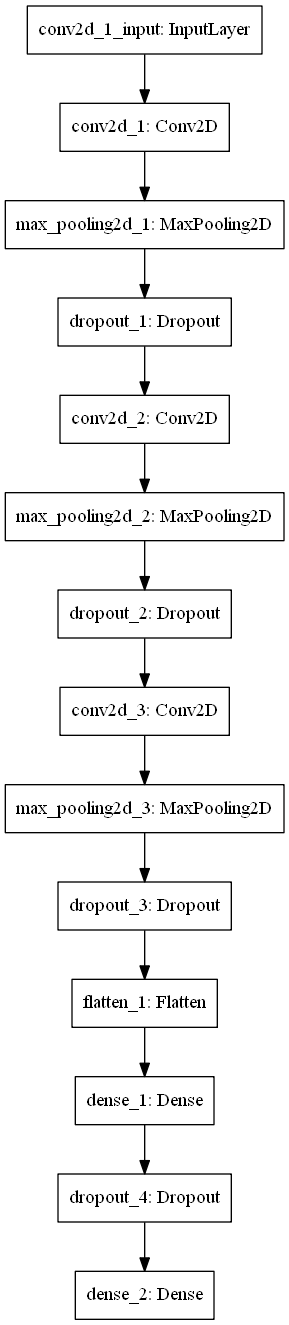 conv2d_1_input: InputLayer
conv2d_1: Conv2D
max_pooling2d_1: MaxPooling2D
dropout_1: Dropout
conv2d_2: Conv2D
max_pooling2d_2: MaxPooling2D
dropout_2: Dropout
conv2d_3: Conv2D
max_pooling2d_3: MaxPooling2D
dropout_3: Dropout
flatten_1: Flatten
dense_1: Dense
dropout_4: Dropout
dense_2: Dense